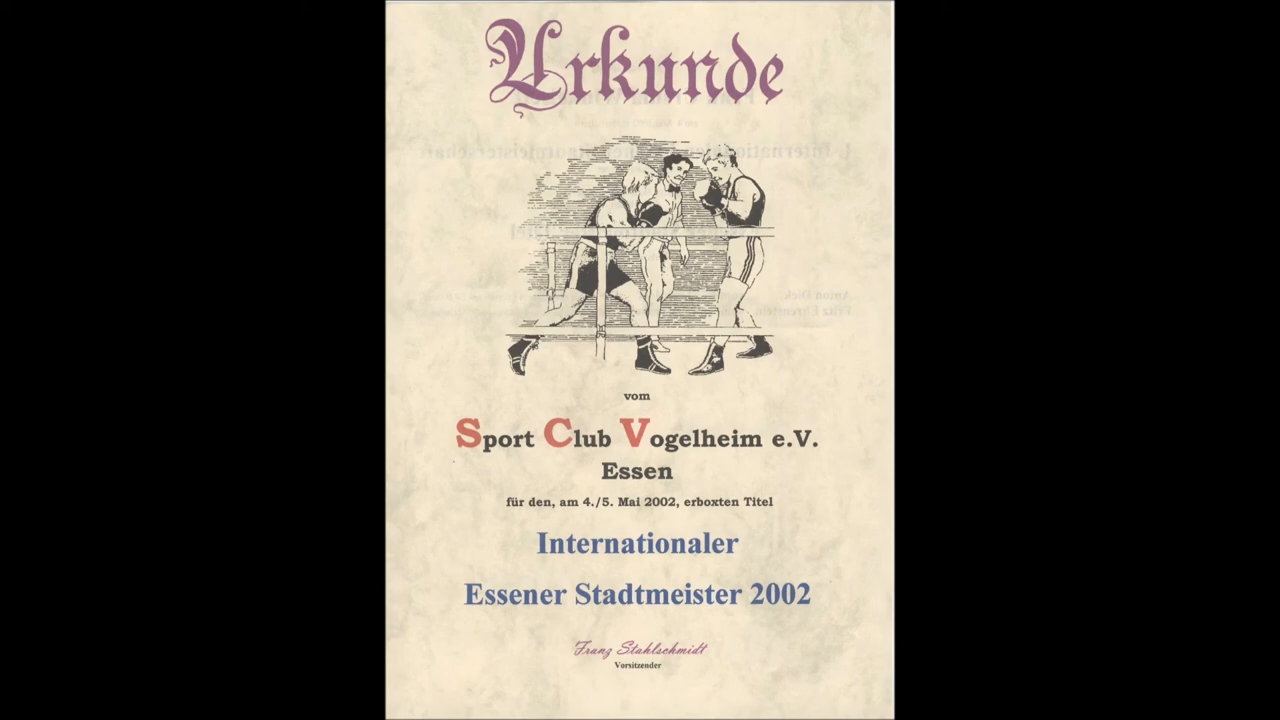 Urkunde
vom
Sport Club Vogelheim e.V.
Essen
für den, am 4./5. Mai 2002, erboxten Titel
Internationaler
Essener Stadtmeister 2002
Franz Stahlschmidt
Vorsitzender